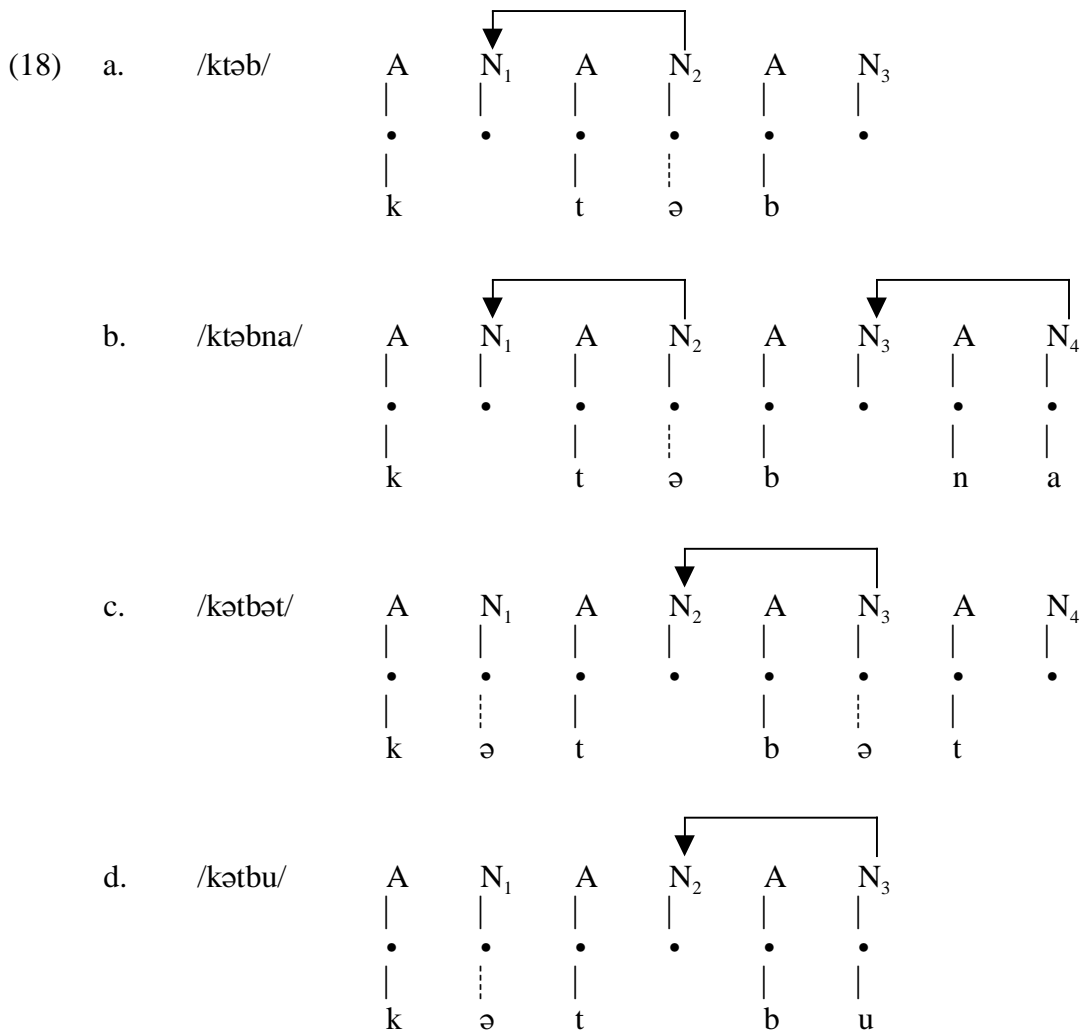 (18) a. /ktəb/ A N₁ A N₂ A N₃
• • • • • •
k t ə b
b. /ktəbna/ A N₁ A N₂ A N₃ A N₄
• • • • • • • •
k t ə b n a
c. /kətbət/ A N₁ A N₂ A N₃ A N₄
• • • • • • • •
k ə t b ə t
d. /kətbu/ A N₁ A N₂ A N₃
• • • • • •
k ə t b u